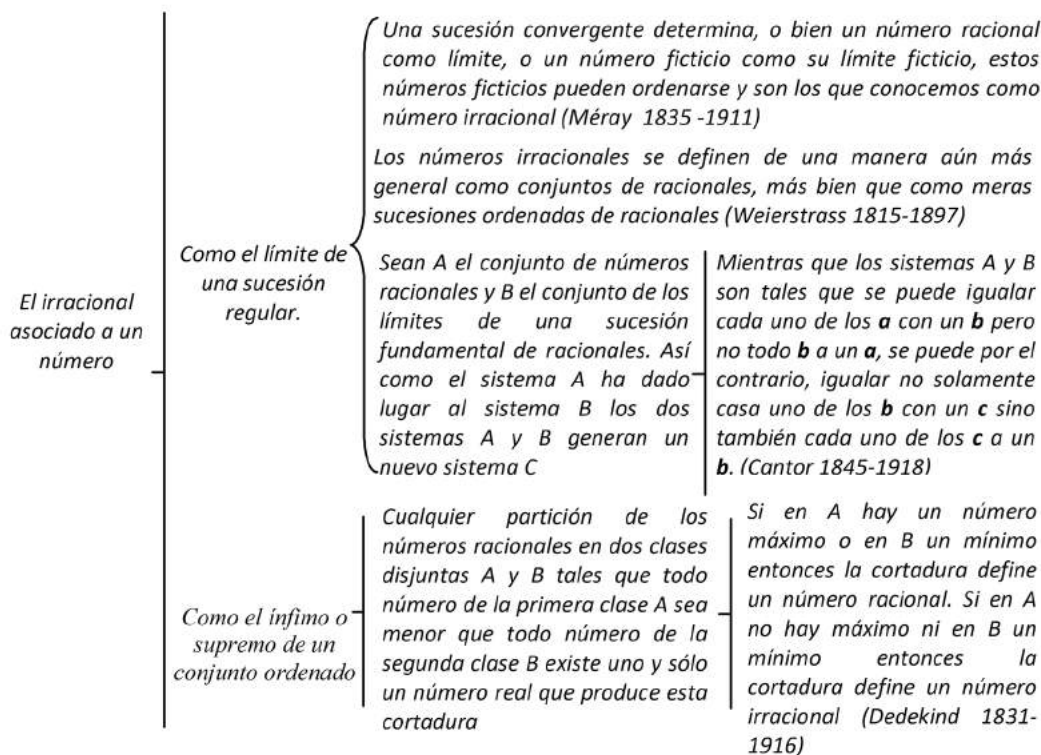 El irracional
asociado a un
número
Como el límite de
una sucesión
regular.
Una sucesión convergente determina, o bien un número racional
como límite, o un número ficticio como su límite ficticio, estos
números ficticios pueden ordenarse y son los que conocemos como
número irracional (Méray 1835 -1911)
Los números irracionales se definen de una manera aún más
general como conjuntos de racionales, más bien que como meras
sucesiones ordenadas de racionales (Weierstrass 1815-1897)
Sean A el conjunto de números
racionales y B el conjunto de los
límites de una sucesión
fundamental de racionales. Así
como el sistema A ha dado
lugar al sistema B los dos
sistemas A y B generan un
nuevo sistema C
Mientras que los sistemas A y B
son tales que se puede igualar
cada uno de los a con un b pero
no todo b a un a, se puede por el
contrario, igualar no solamente
casa uno de los b con un c sino
también cada uno de los c a un
b. (Cantor 1845-1918)
Como el ínfimo o
supremo de un
conjunto ordenado
Cualquier partición de los
números racionales en dos clases
disjuntas A y B tales que todo
número de la primera clase A sea
menor que todo número de la
segunda clase B existe uno y sólo
un número real que produce esta
cortadura
Si en A hay un número
máximo o en B un mínimo
entonces la cortadura define
un número racional. Si en A
no hay máximo ni en B un
mínimo entonces la
cortadura define un número
irracional (Dedekind 1831-
1916)